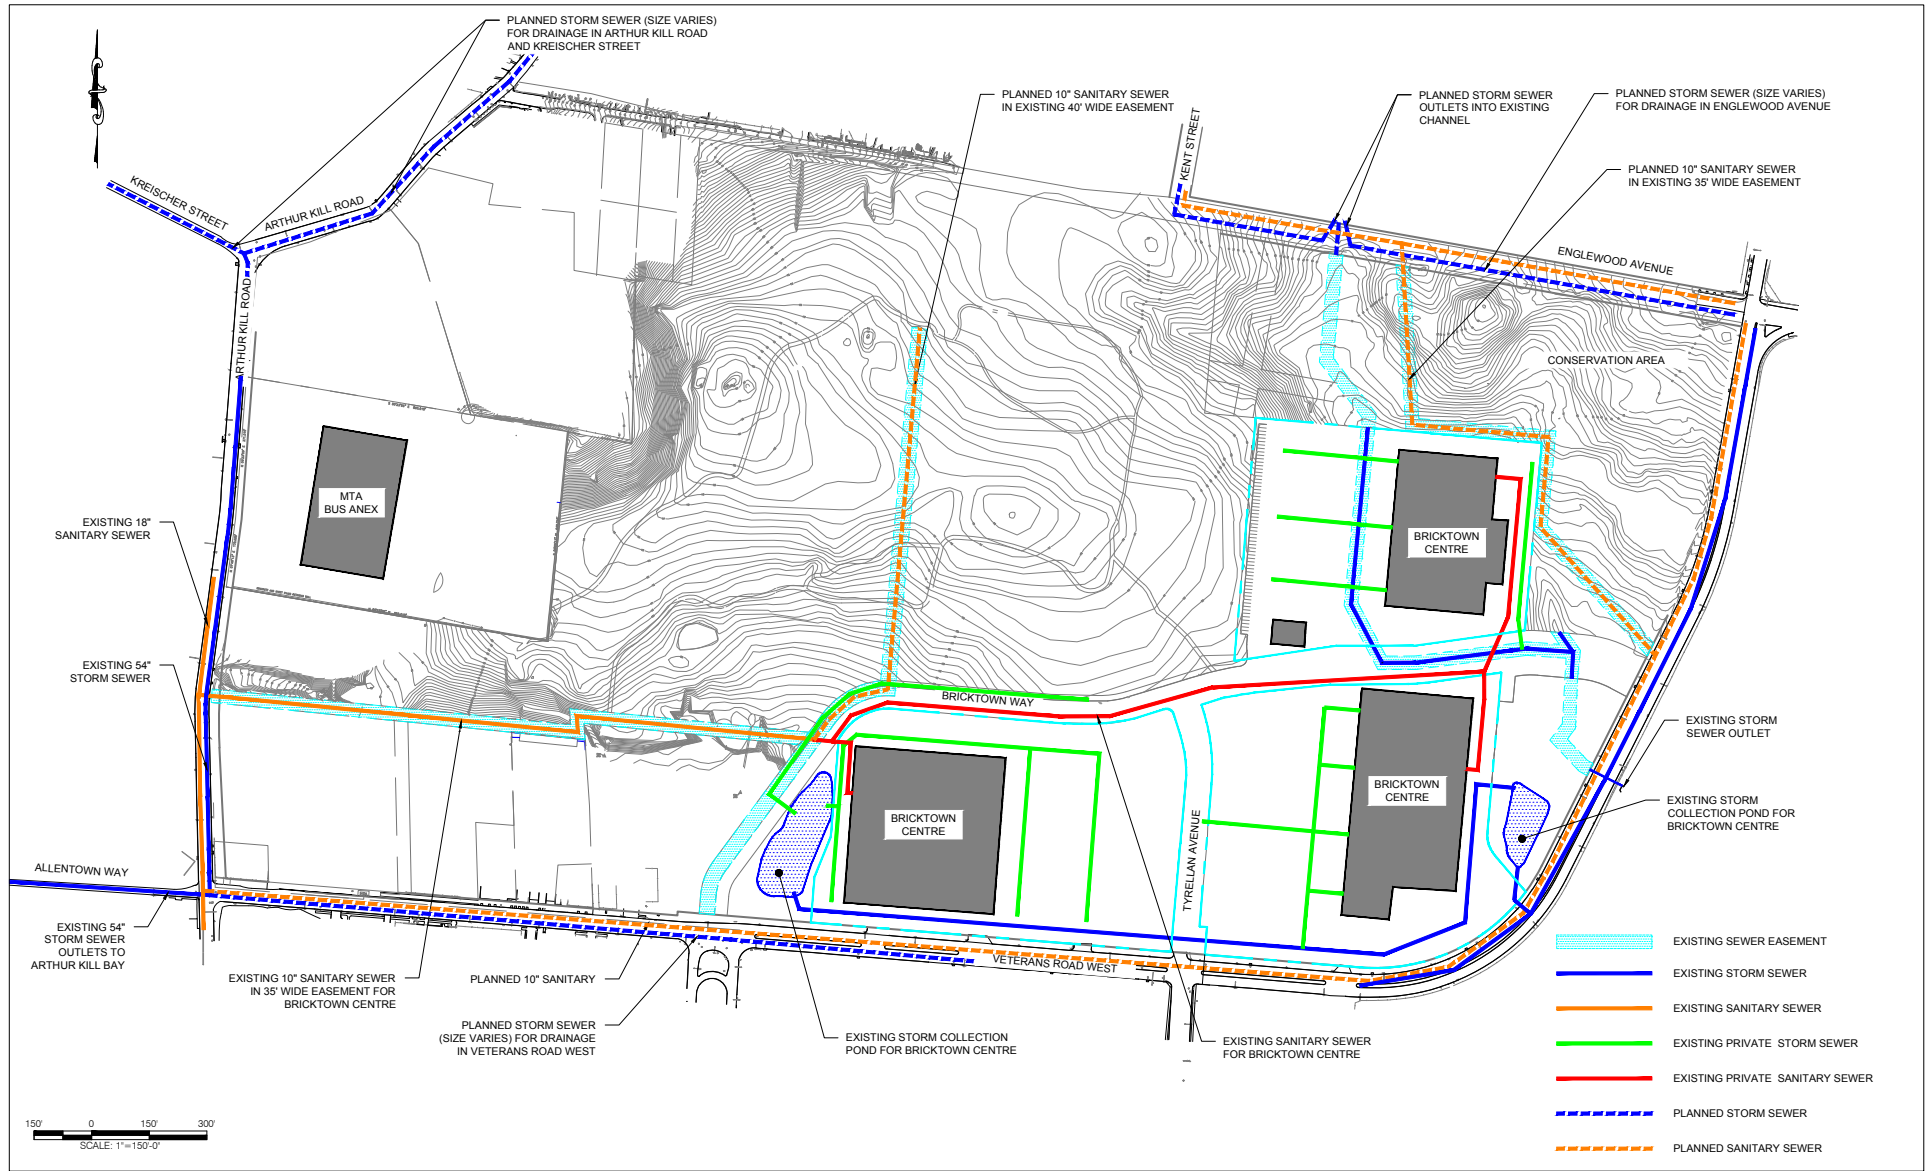 PLANNED STORM SEWER (SIZE VARIES)
FOR DRAINAGE IN ARTHUR KILL ROAD
AND KREISCHER STREET
PLANNED 10" SANITARY SEWER
IN EXISTING 40' WIDE EASEMENT
PLANNED STORM SEWER
OUTLETS INTO EXISTING
CHANNEL
PLANNED STORM SEWER (SIZE VARIES)
FOR DRAINAGE IN ENGLEWOOD AVENUE
PLANNED 10" SANITARY SEWER
IN EXISTING 35' WIDE EASEMENT
KENT STREET
KREISCHER STREET
ARTHUR KILL ROAD
ENGLEWOOD AVENUE
ARTHUR KILL ROAD
CONSERVATION AREA
MTA
BUS ANEX
EXISTING 18"
SANITARY SEWER
BRICKTOWN
CENTRE
EXISTING 54"
STORM SEWER
BRICKTOWN WAY
EXISTING STORM
SEWER OUTLET
BRICKTOWN
CENTRE
BRICKTOWN
CENTRE
EXISTING STORM
COLLECTION POND FOR
BRICKTOWN CENTRE
TYRELLAN AVENUE
ALLENTOWN WAY
EXISTING 54"
STORM SEWER
OUTLETS TO
ARTHUR KILL BAY
EXISTING 10" SANITARY SEWER
IN 35' WIDE EASEMENT FOR
BRICKTOWN CENTRE
PLANNED 10" SANITARY
VETERANS ROAD WEST
PLANNED STORM SEWER
(SIZE VARIES) FOR DRAINAGE
IN VETERANS ROAD WEST
EXISTING STORM COLLECTION
POND FOR BRICKTOWN CENTRE
EXISTING SANITARY SEWER
FOR BRICKTOWN CENTRE
EXISTING SEWER EASEMENT
EXISTING STORM SEWER
EXISTING SANITARY SEWER
EXISTING PRIVATE STORM SEWER
EXISTING PRIVATE SANITARY SEWER
PLANNED STORM SEWER
PLANNED SANITARY SEWER
150' 0 150' 300'
SCALE: 1"=150'-0"